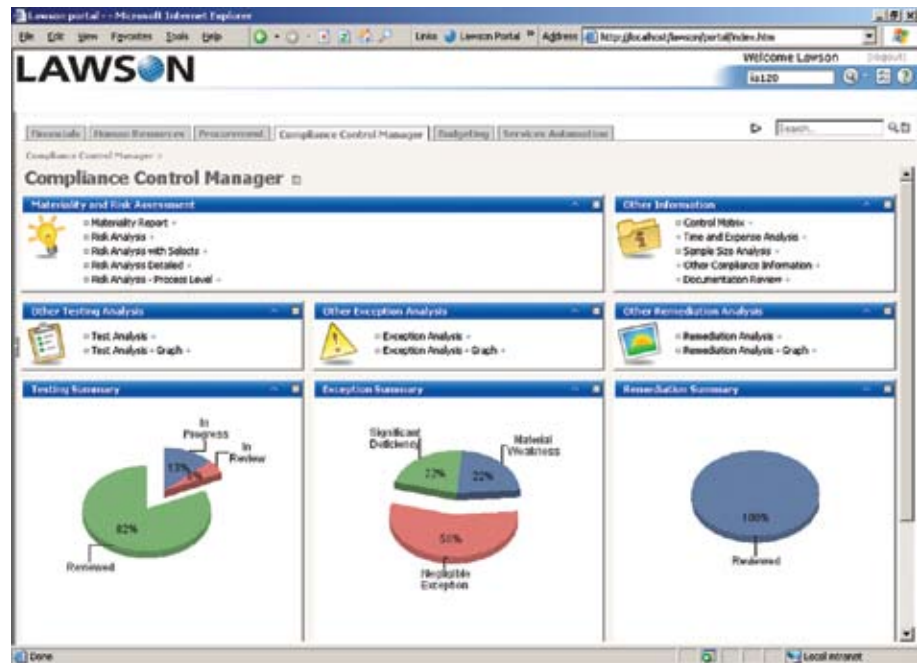 Lawson portal - Microsoft Internet Explorer
File Edit View Favorites Tools Help
Links Lawson Portal Address http://localhost/lawson/portal/index.htm
LAWSON
Welcome Lawson [logout]
ia120
Financials Human Resources Procurement Compliance Control Manager Budgeting Services Automation
Search..
Compliance Control Manager
Compliance Control Manager
Materiality and Risk Assessment
Materiality Report
Risk Analysis
Risk Analysis with Selects
Risk Analysis Detailed
Risk Analysis - Process Level
Other Information
Control Matrix
Time and Expense Analysis
Sample Size Analysis
Other Compliance Information
Documentation Review
Other Testing Analysis
Test Analysis
Test Analysis - Graph
Other Exception Analysis
Exception Analysis
Exception Analysis - Graph
Other Remediation Analysis
Remediation Analysis
Remediation Analysis - Graph
Testing Summary
In
Progress
In
Review
13%
82%
Reviewed
Exception Summary
Significant
Deficiency
Material
Weakness
22%
22%
Negligible
Exception
Remediation Summary
100%
Reviewed
Done
Local intranet